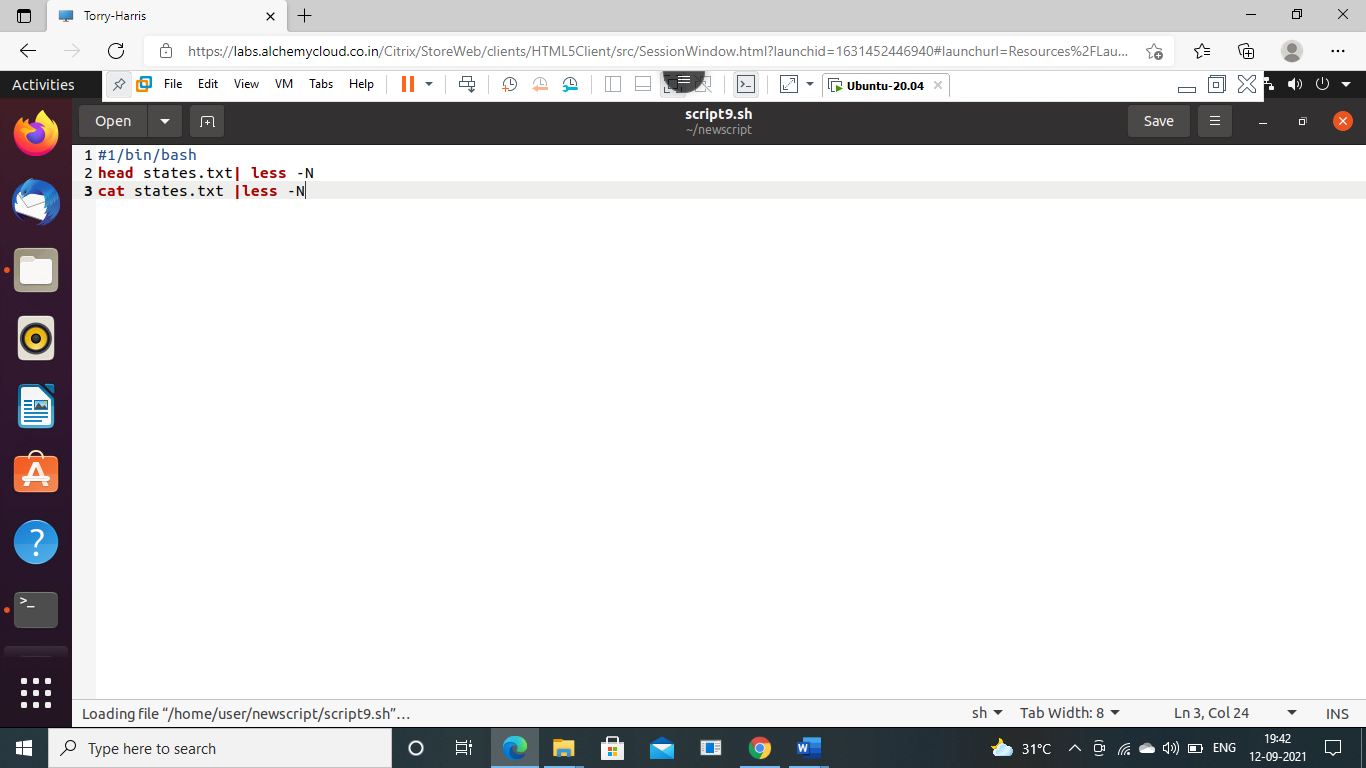 Torry-Harris
https://labs.alchemycloud.co.in/Citrix/StoreWeb/clients/HTML5Client/src/SessionWindow.html?launchid=1631452446940#launchurl=Resources%2FLau...
Activities
File Edit View VM Tabs Help
Ubuntu-20.04
Open
script9.sh
~/newscript
Save
1 #1/bin/bash
2 head states.txt| less -N
3 cat states.txt |less -N
Loading file “/home/user/newscript/script9.sh”…
sh
Tab Width: 8
Ln 3, Col 24
INS
Type here to search
31°C
ENG
19:42
12-09-2021